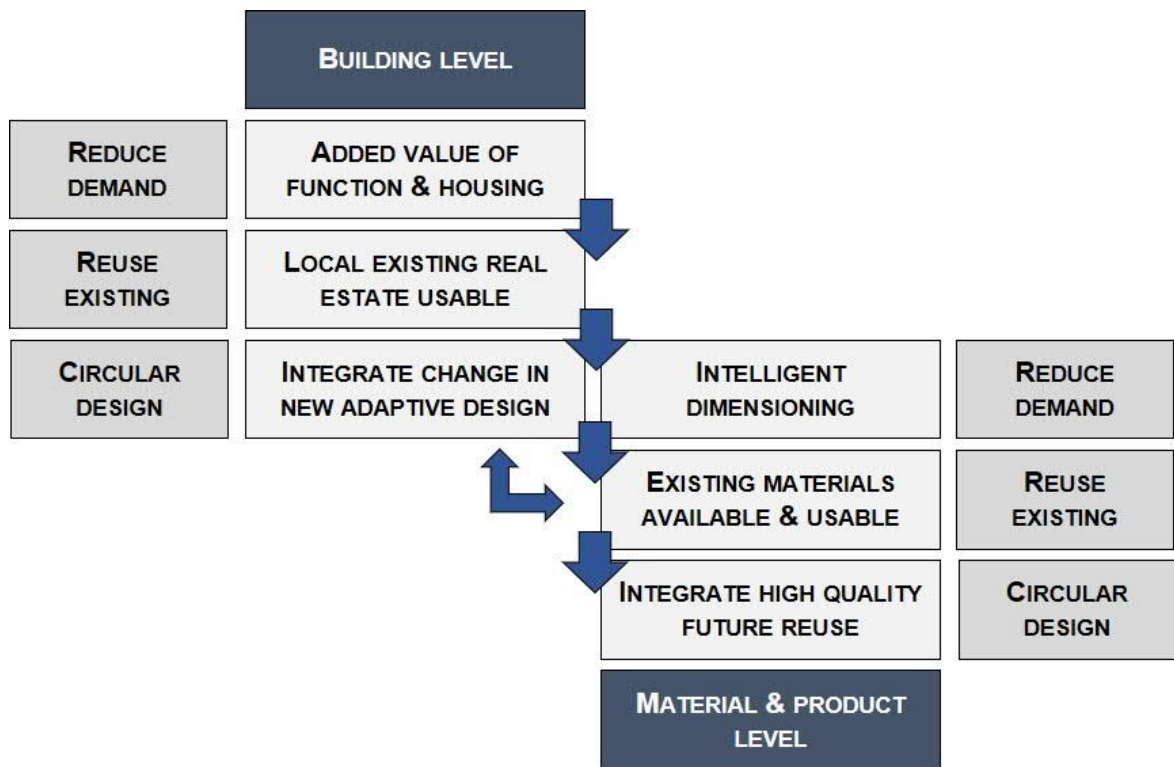 BUILDING LEVEL
REDUCE
DEMAND
ADDED VALUE OF
FUNCTION & HOUSING
REUSE
EXISTING
LOCAL EXISTING REAL
ESTATE USABLE
CIRCULAR
DESIGN
INTEGRATE CHANGE IN
NEW ADAPTIVE DESIGN
INTELLIGENT
DIMENSIONING
REDUCE
DEMAND
EXISTING MATERIALS
AVAILABLE & USABLE
REUSE
EXISTING
INTEGRATE HIGH QUALITY
FUTURE REUSE
CIRCULAR
DESIGN
MATERIAL & PRODUCT
LEVEL